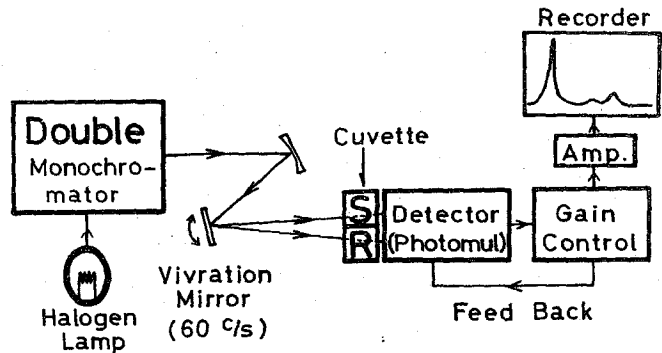 Recorder
Double
Monochro-
mator
Cuvette
Amp.
S
R
Detector
(Photomul)
Gain
Control
Vivration
Mirror
(60 c/s)
Feed Back
Halogen
Lamp